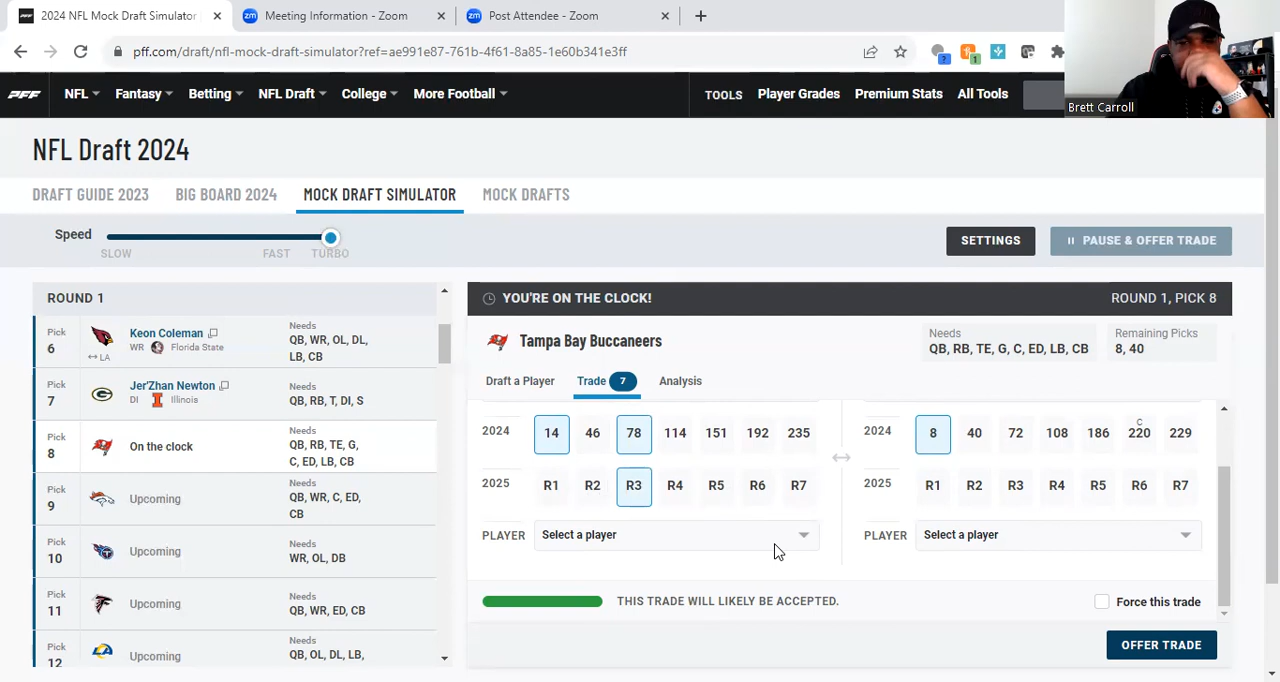 2024 NFL Mock Draft Simulator
Meeting Information - Zoom
Post Attendee - Zoom
pff.com/draft/nfl-mock-draft-simulator?ref=ae991e87-761b-4f61-8a85-1e60b341e3ff
Brett Carroll
PFF NFL Fantasy Betting NFL Draft College More Football TOOLS Player Grades Premium Stats All Tools
NFL Draft 2024
DRAFT GUIDE 2023 BIG BOARD 2024 MOCK DRAFT SIMULATOR MOCK DRAFTS
Speed
SLOW FAST TURBO
SETTINGS
PAUSE & OFFER TRADE
ROUND 1
Pick 6
Keon Coleman
WR Florida State
↔ LA
Needs
QB, WR, OL, DL,
LB, CB
Pick 7
Jer'Zhan Newton
DI Illinois
Needs
QB, RB, T, DI, S
Pick 8
On the clock
Needs
QB, RB, TE, G,
C, ED, LB, CB
Pick 9
Upcoming
Needs
QB, WR, C, ED,
CB
Pick 10
Upcoming
Needs
WR, OL, DB
Pick 11
Upcoming
Needs
QB, WR, ED, CB
Pick 12
Upcoming
Needs
QB, OL, DL, LB,
YOU'RE ON THE CLOCK!
ROUND 1, PICK 8
Tampa Bay Buccaneers
Needs
QB, RB, TE, G, C, ED, LB, CB
Remaining Picks
8, 40
Draft a Player Trade 7 Analysis
2024 14 46 78 114 151 192 235
2025 R1 R2 R3 R4 R5 R6 R7
PLAYER Select a player
2024 8 40 72 108 186 C 220 229
2025 R1 R2 R3 R4 R5 R6 R7
PLAYER Select a player
THIS TRADE WILL LIKELY BE ACCEPTED.
Force this trade
OFFER TRADE